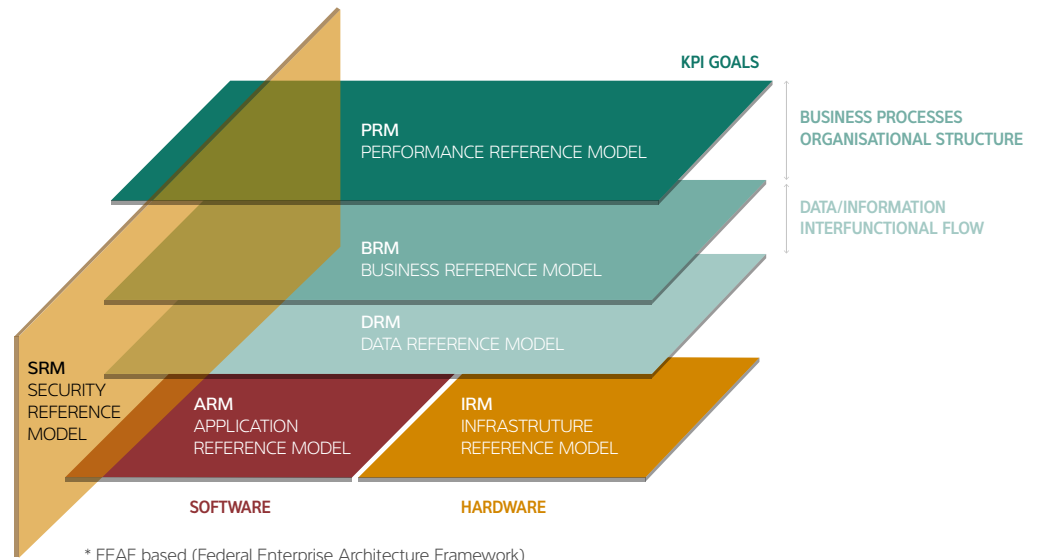 KPI GOALS
PRM
PERFORMANCE REFERENCE MODEL
BUSINESS PROCESSES
ORGANISATIONAL STRUCTURE
DATA/INFORMATION
INTERFUNCTIONAL FLOW
BRM
BUSINESS REFERENCE MODEL
DRM
DATA REFERENCE MODEL
SRM
SECURITY
REFERENCE
MODEL
ARM
APPLICATION
REFERENCE MODEL
IRM
INFRASTRUTURE
REFERENCE MODEL
SOFTWARE
HARDWARE
* FEAF based (Federal Enterprise Architecture Framework)